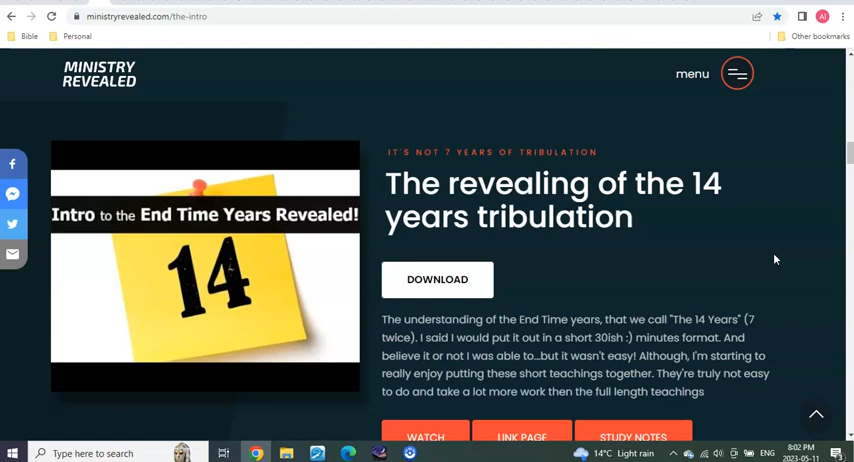 ministryrevealed.com/the-intro
AI
Bible
Personal
Other bookmarks
MINISTRY
REVEALED
menu
IT'S NOT 7 YEARS OF TRIBULATION
The revealing of the 14
years tribulation
Intro to the End Time Years Revealed!
14
DOWNLOAD
The understanding of the End Time years, that we call "The 14 Years" (7
twice). I said I would put it out in a short 30ish :) minutes format. And
believe it or not I was able to...but it wasn't easy! Although, I'm starting to
really enjoy putting these short teachings together. They're truly not easy
to do and take a lot more work then the full length teachings
WATCH
LINK PAGE
STUDY NOTES
Type here to search
14°C Light rain
ENG
8:02 PM
2023-05-11
3